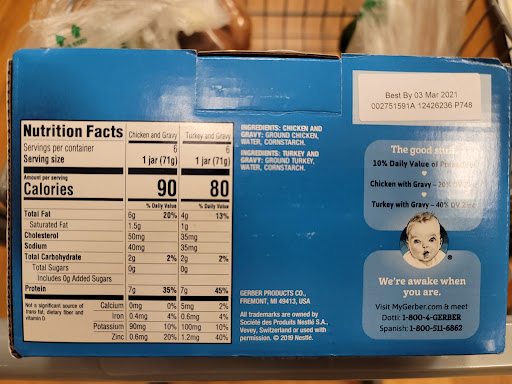 Nutrition Facts
Chicken and Gravy Turkey and Gravy
Servings per container 6 6
Serving size 1 jar (71g) 1 jar (71g)
Amount per serving
Calories 90 80
% Daily Value % Daily Value
Total Fat 6g 20% 4g 13%
Saturated Fat 1.5g 1g
Cholesterol 50mg 35mg
Sodium 40mg 35mg
Total Carbohydrate 2g 2% 2g 2%
Total Sugars 0g 0g
Includes 0g Added Sugars
Protein 7g 35% 7g 45%
Not a significant source of
trans fat, dietary fiber and
vitamin D.
Calcium 0mg 0% 5mg 2%
Iron 0.4mg 4% 0.6mg 4%
Potassium 90mg 10% 100mg 10%
Zinc 0.6mg 20% 1.2mg 40%
INGREDIENTS: CHICKEN AND
GRAVY: GROUND CHICKEN,
WATER, CORNSTARCH.
INGREDIENTS: TURKEY AND
GRAVY: GROUND TURKEY,
WATER, CORNSTARCH.
GERBER PRODUCTS CO.,
FREMONT, MI 49413, USA
All trademarks are owned by
Société des Produits Nestlé S.A.,
Vevey, Switzerland or used with
permission. © 2019 Nestlé.
Best By 03 Mar 2021
002751591A 12426236 P748
The good stuff
10% Daily Value of
Chicken with Gravy - 20% DV Zinc
Turkey with Gravy - 40% DV Zinc
®
We're awake when
you are.
Visit MyGerber.com & meet
Dotti: 1-800-4-GERBER
Spanish: 1-800-511-6862